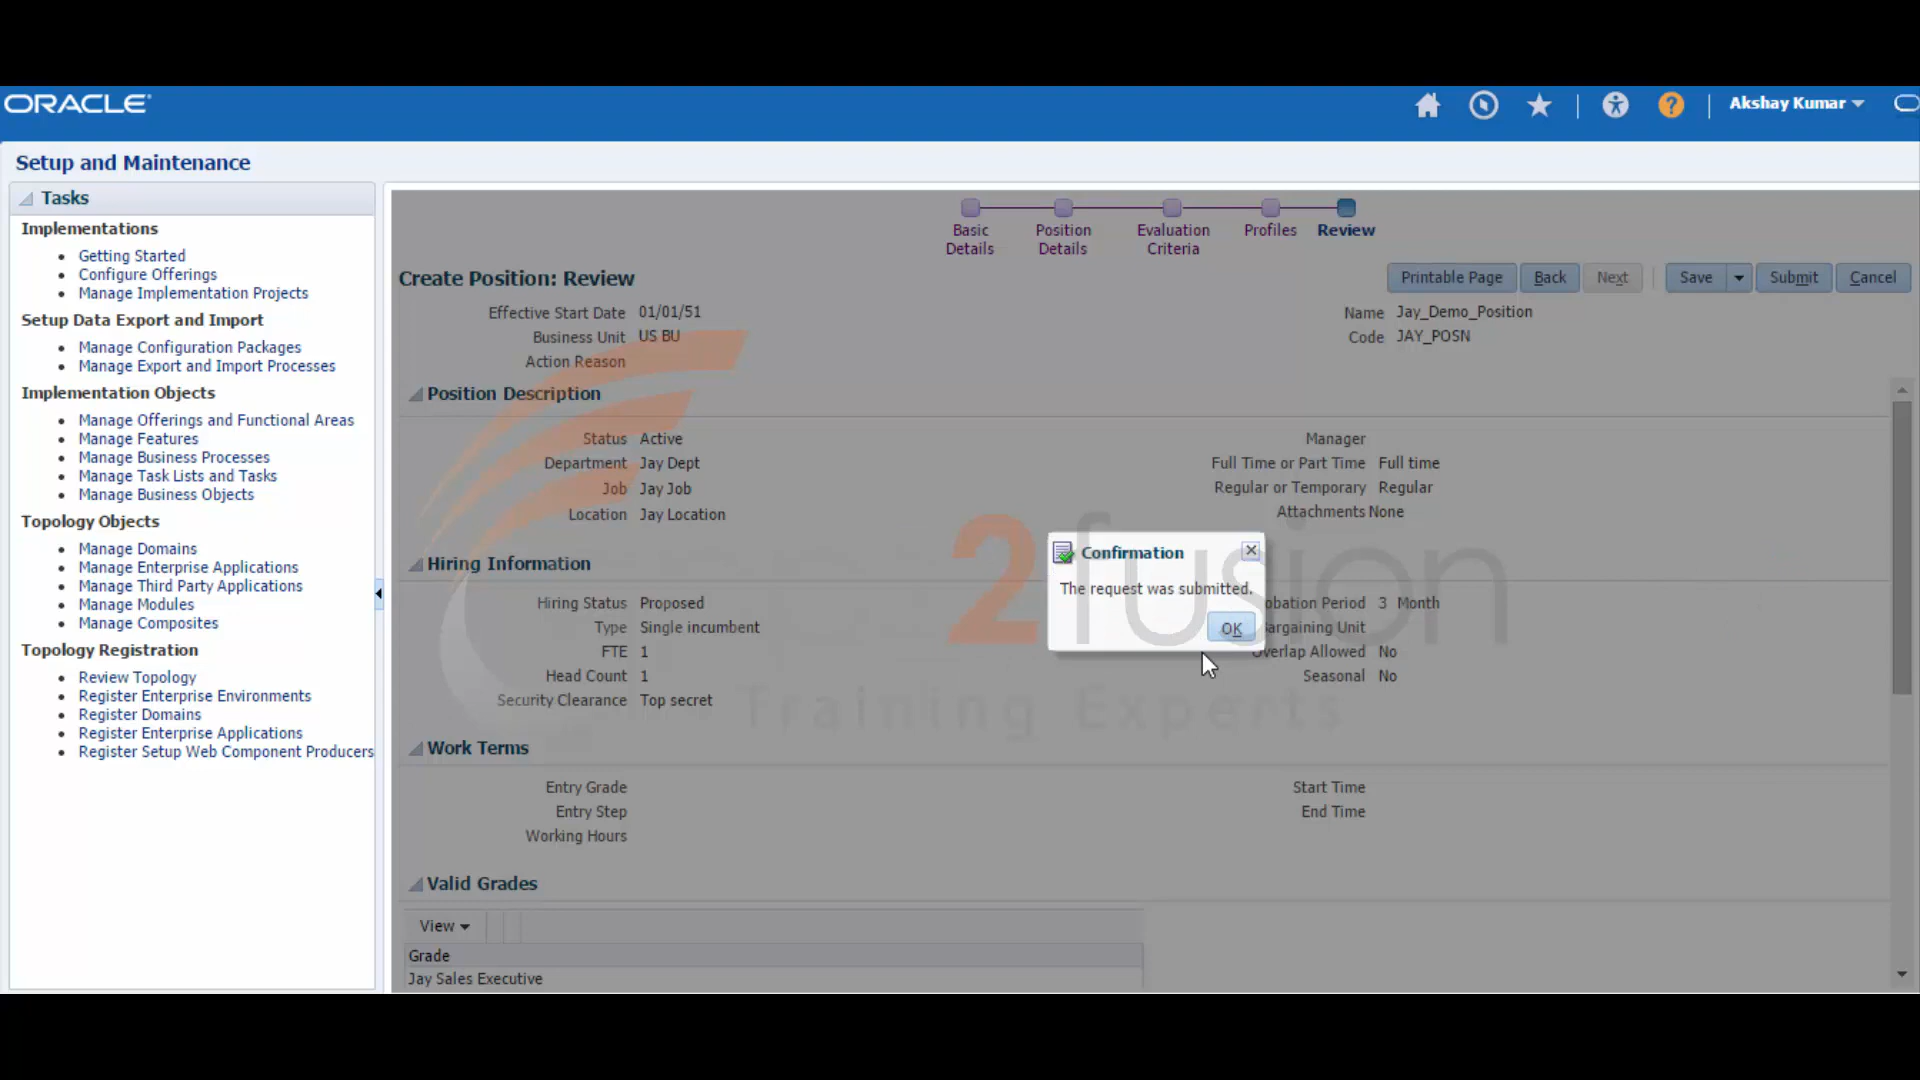 ORACLE
Akshay Kumar
Setup and Maintenance
Tasks
Implementations
Getting Started
Configure Offerings
Manage Implementation Projects
Setup Data Export and Import
Manage Configuration Packages
Manage Export and Import Processes
Implementation Objects
Manage Offerings and Functional Areas
Manage Features
Manage Business Processes
Manage Task Lists and Tasks
Manage Business Objects
Topology Objects
Manage Domains
Manage Enterprise Applications
Manage Third Party Applications
Manage Modules
Manage Composites
Topology Registration
Review Topology
Register Enterprise Environments
Register Domains
Register Enterprise Applications
Register Setup Web Component Producers
Basic Details
Position Details
Evaluation Criteria
Profiles
Review
Create Position: Review
Printable Page Back Next Save Submit Cancel
Effective Start Date 01/01/51
Name Jay_Demo_Position
Business Unit US BU
Code JAY_POSN
Action Reason
Position Description
Status Active
Manager
Department Jay Dept
Full Time or Part Time Full time
Job Jay Job
Regular or Temporary Regular
Location Jay Location
Attachments None
Hiring Information
Hiring Status Proposed
obation Period 3 Month
Type Single incumbent
Bargaining Unit
FTE 1
Overlap Allowed No
Head Count 1
Seasonal No
Security Clearance Top secret
Confirmation
The request was submitted.
OK
2fusion
Training Experts
Work Terms
Entry Grade
Start Time
Entry Step
End Time
Working Hours
Valid Grades
View
Grade
Jay Sales Executive